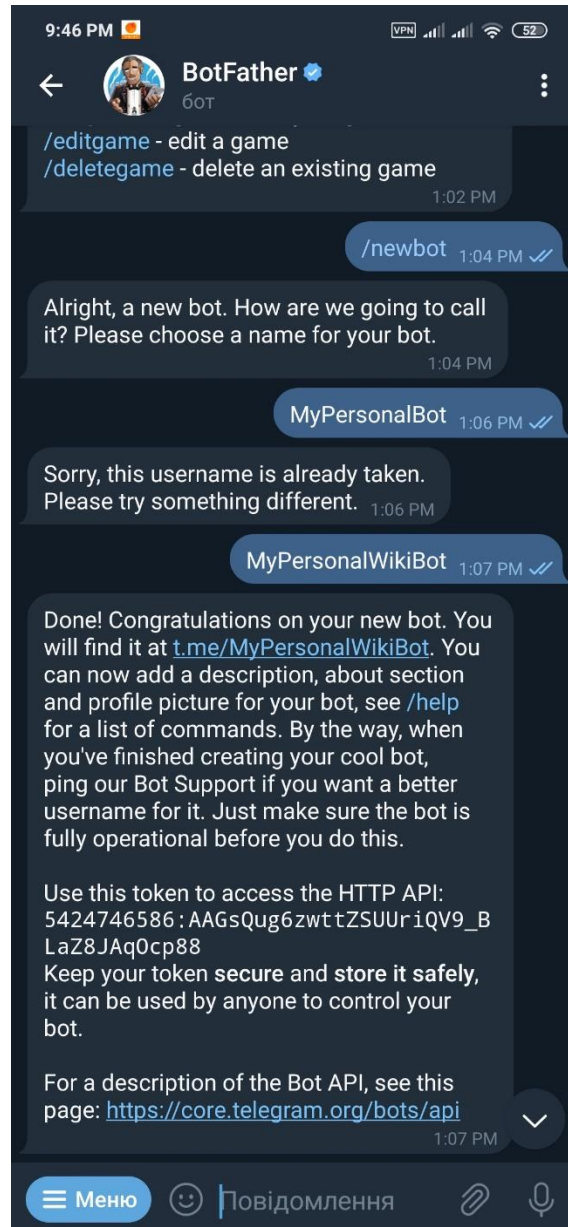 9:46 PM
VPN 52
BotFather
бот
/editgame - edit a game
/deletegame - delete an existing game
1:02 PM
/newbot 1:04 PM
Alright, a new bot. How are we going to call
it? Please choose a name for your bot.
1:04 PM
MyPersonalBot 1:06 PM
Sorry, this username is already taken.
Please try something different. 1:06 PM
MyPersonalWikiBot 1:07 PM
Done! Congratulations on your new bot. You
will find it at t.me/MyPersonalWikiBot. You
can now add a description, about section
and profile picture for your bot, see /help
for a list of commands. By the way, when
you've finished creating your cool bot,
ping our Bot Support if you want a better
username for it. Just make sure the bot is
fully operational before you do this.
Use this token to access the HTTP API:
5424746586:AAGsQug6zwttZSUUriQV9_B
LaZ8JAqOcp88
Keep your token secure and store it safely,
it can be used by anyone to control your
bot.
For a description of the Bot API, see this
page: https://core.telegram.org/bots/api
1:07 PM
Меню Повідомлення